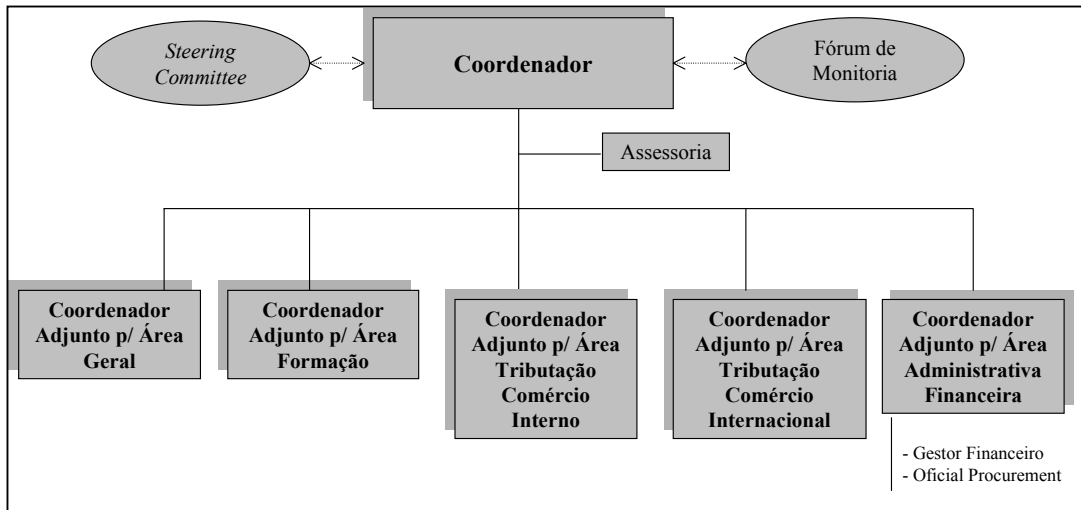 Steering
Committee
Coordenador
Fórum de
Monitoria
Assessoria
Coordenador
Adjunto p/ Área
Geral
Coordenador
Adjunto p/ Área
Formação
Coordenador
Adjunto p/ Área
Tributação
Comércio
Interno
Coordenador
Adjunto p/ Área
Tributação
Comércio
Internacional
Coordenador
Adjunto p/ Área
Administrativa
Financeira
- Gestor Financeiro
- Oficial Procurement